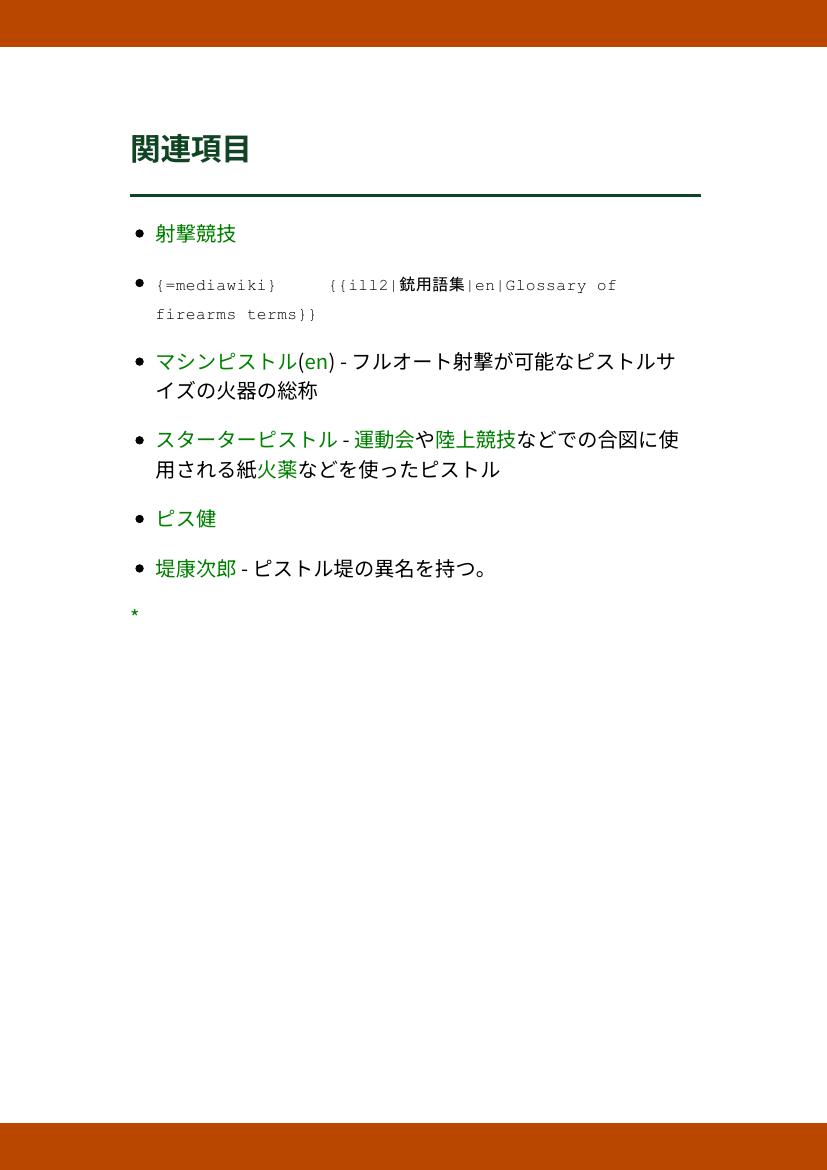 関連項目
• 射撃競技
• {=mediawiki} {{ill2|銃用語集|en|Glossary of
firearms terms}}
• マシンピストル(en) - フルオート射撃が可能なピストルサ
イズの火器の総称
• スターターピストル - 運動会や陸上競技などでの合図に使
用される紙火薬などを使ったピストル
• ピス健
• 堤康次郎 - ピストル堤の異名を持つ。
*